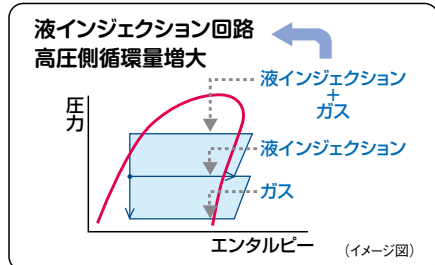 液インジェクション回路
高圧側循環量増大
液インジェクション
+
ガス
圧力
液インジェクション
ガス
エンタルピー
(イメージ図)